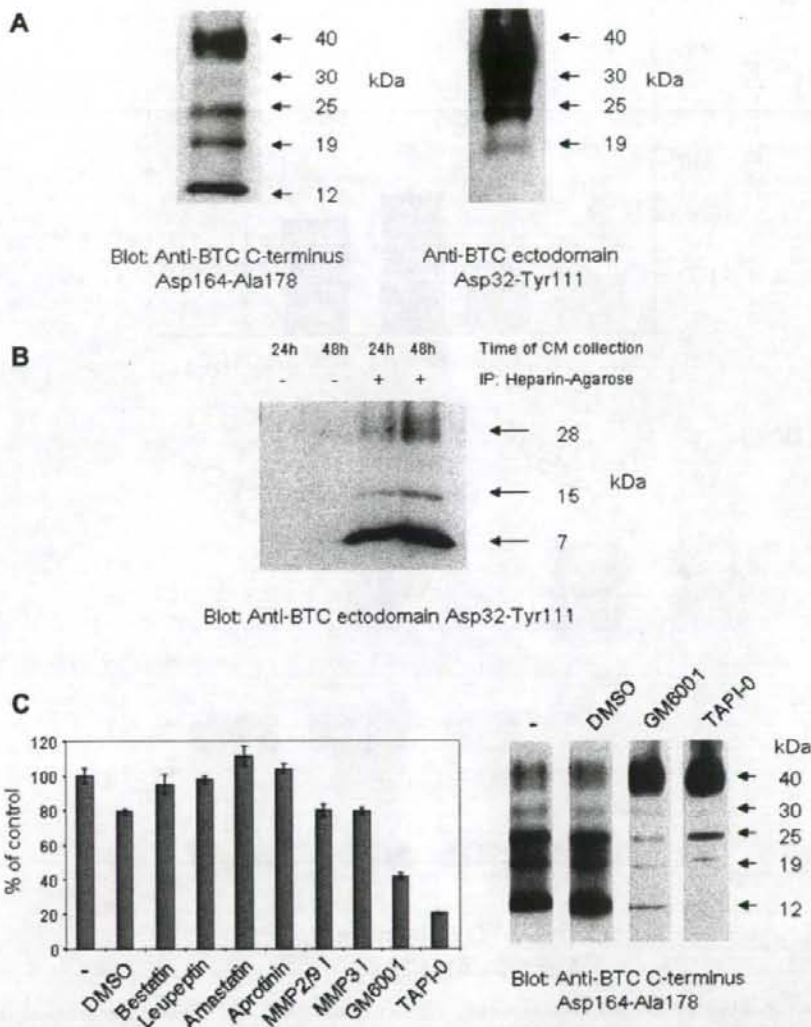 A
40
30
kDa
25
19
12
40
30
kDa
25
19
Blot: Anti-BTC C-terminus
Asp164-Ala178
Anti-BTC ectodomain
Asp32-Tyr111
B
24h 48h 24h 48h Time of CM collection
- - + + IP: Heparin-Agarose
28
15
kDa
7
Blot: Anti-BTC ectodomain Asp32-Tyr111
C
% of control
120
100
80
60
40
20
0
-
DMSO
Bestatin
Leupeptin
Amastatin
Aprotinin
MMP2/9 I
MMP3 I
GM6001
TAPI-0
-
DMSO
GM6001
TAPI-0
kDa
40
30
25
19
12
Blot: Anti-BTC C-terminus
Asp164-Ala178